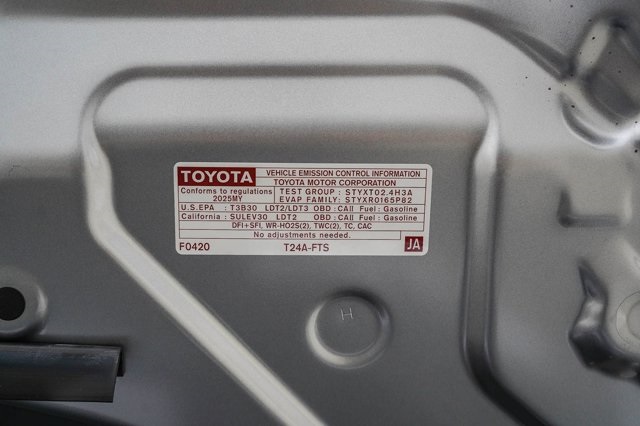 TOYOTA VEHICLE EMISSION CONTROL INFORMATION
TOYOTA MOTOR CORPORATION
Conforms to regulations TEST GROUP : STYXT02.4H3A
2025MY EVAP FAMILY: STYXR0165P82
U.S.EPA : T3B30 LDT2/LDT3 OBD : CAll Fuel : Gasoline
California : SULEV30 LDT2 OBD : CAll Fuel : Gasoline
DFI+SFI, WR-HO2S(2), TWC(2), TC, CAC
No adjustments needed.
F0420 T24A-FTS JA
H